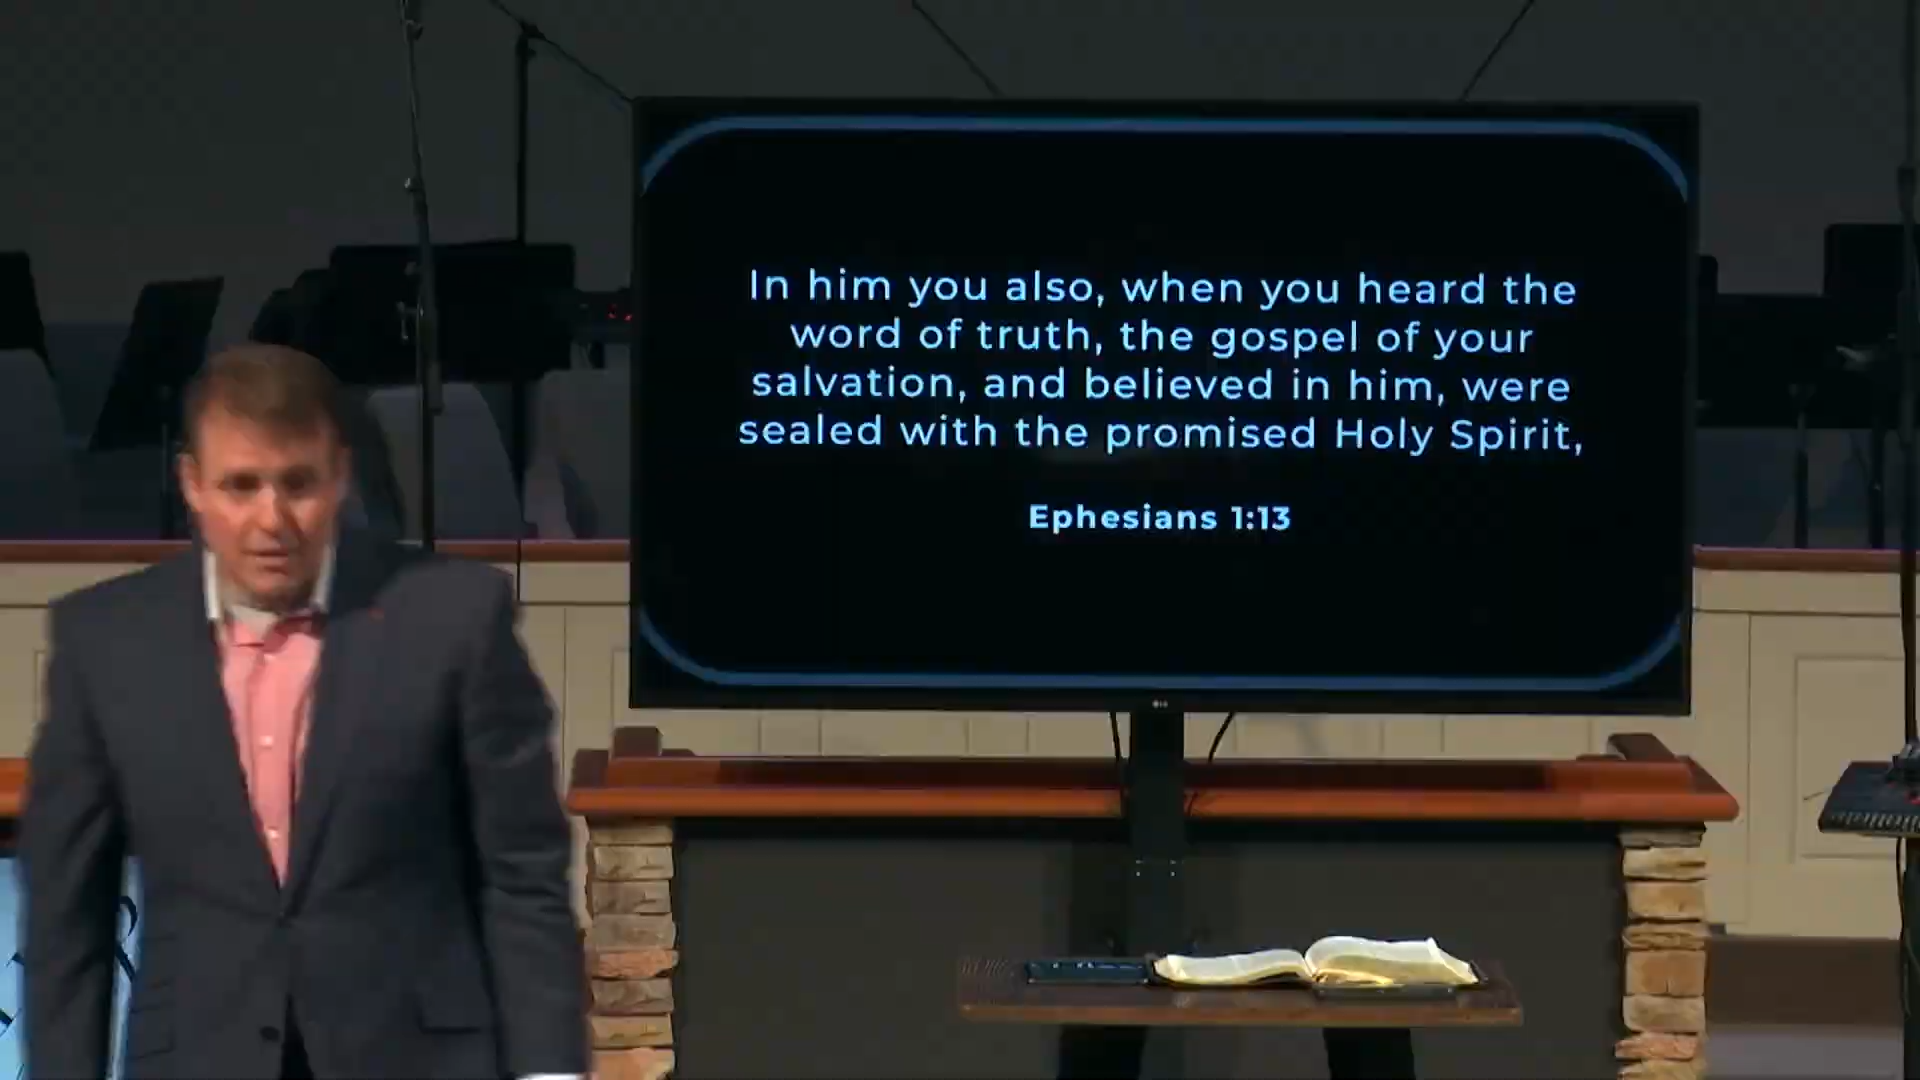 In him you also, when you heard the
word of truth, the gospel of your
salvation, and believed in him, were
sealed with the promised Holy Spirit,
Ephesians 1:13
LG